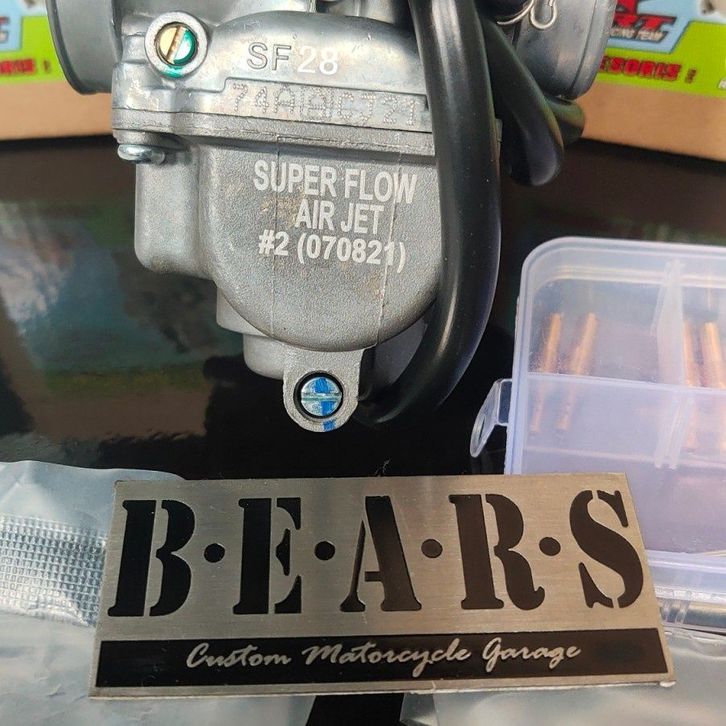 SF28
SUPER FLOW
AIR JET
#2 (070821)
B·E·A·R·S
Custom Motorcycle Garage